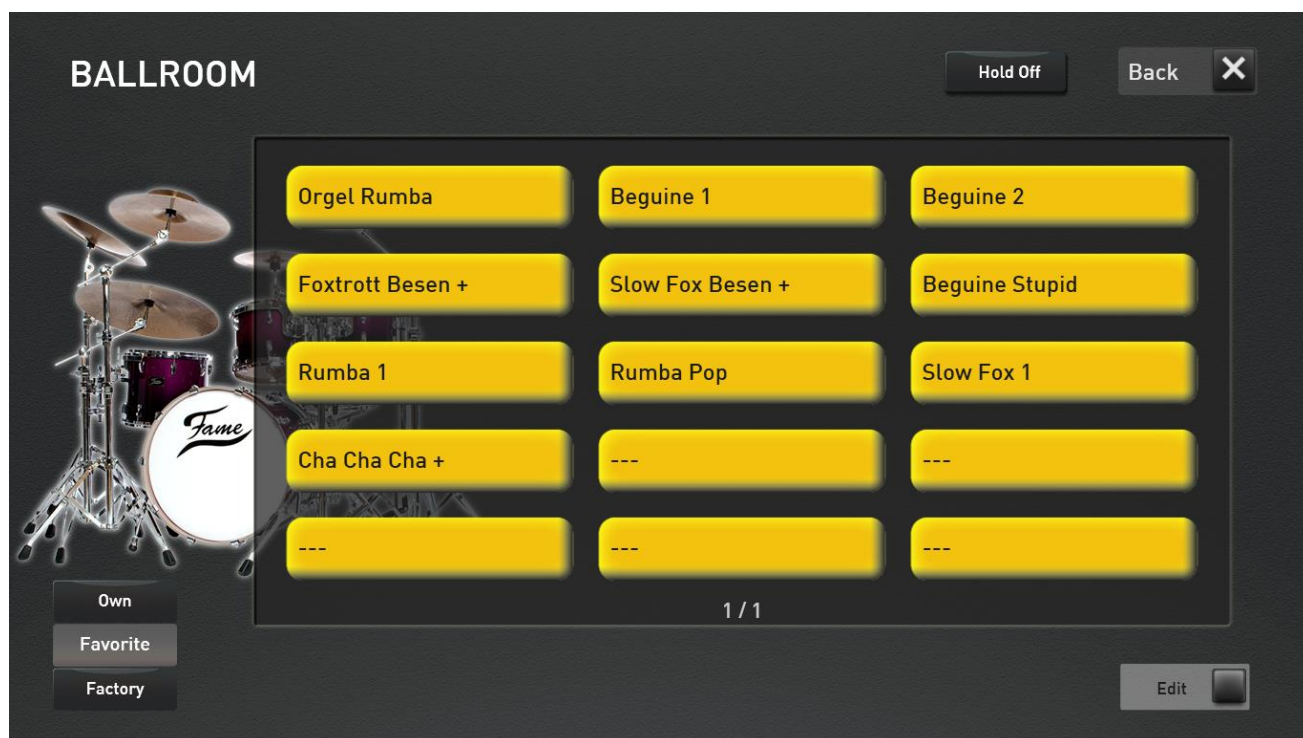 BALLROOM
Hold Off
Back
Orgel Rumba
Beguine 1
Beguine 2
Foxtrott Besen +
Slow Fox Besen +
Beguine Stupid
Rumba 1
Rumba Pop
Slow Fox 1
Cha Cha Cha +
---
---
---
---
---
Fame
1 / 1
Own
Favorite
Factory
Edit